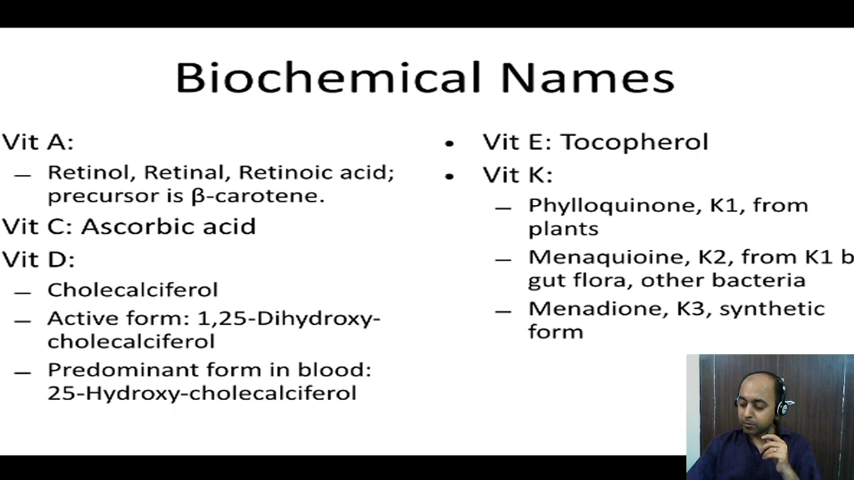 Biochemical Names
Vit A:
— Retinol, Retinal, Retinoic acid;
precursor is β-carotene.
Vit C: Ascorbic acid
Vit D:
— Cholecalciferol
— Active form: 1,25-Dihydroxy-
cholecalciferol
— Predominant form in blood:
25-Hydroxy-cholecalciferol
• Vit E: Tocopherol
• Vit K:
— Phylloquinone, K1, from
plants
— Menaquioine, K2, from K1 b
gut flora, other bacteria
— Menadione, K3, synthetic
form